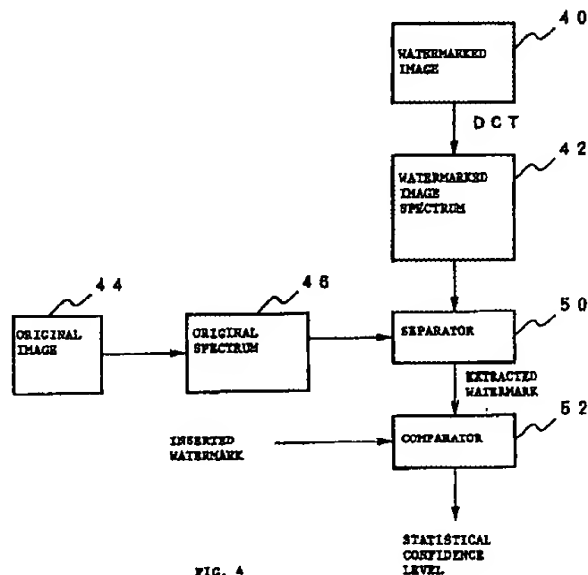 40
WATERMARKED
IMAGE
DCT
42
WATERMARKED
IMAGE
SPECTRUM
44
ORIGINAL
IMAGE
46
ORIGINAL
SPECTRUM
50
SEPARATOR
EXTRACTED
WATERMARK
52
INSERTED
WATERMARK
COMPARATOR
STATISTICAL
CONFIDENCE
LEVEL
FIG. 4